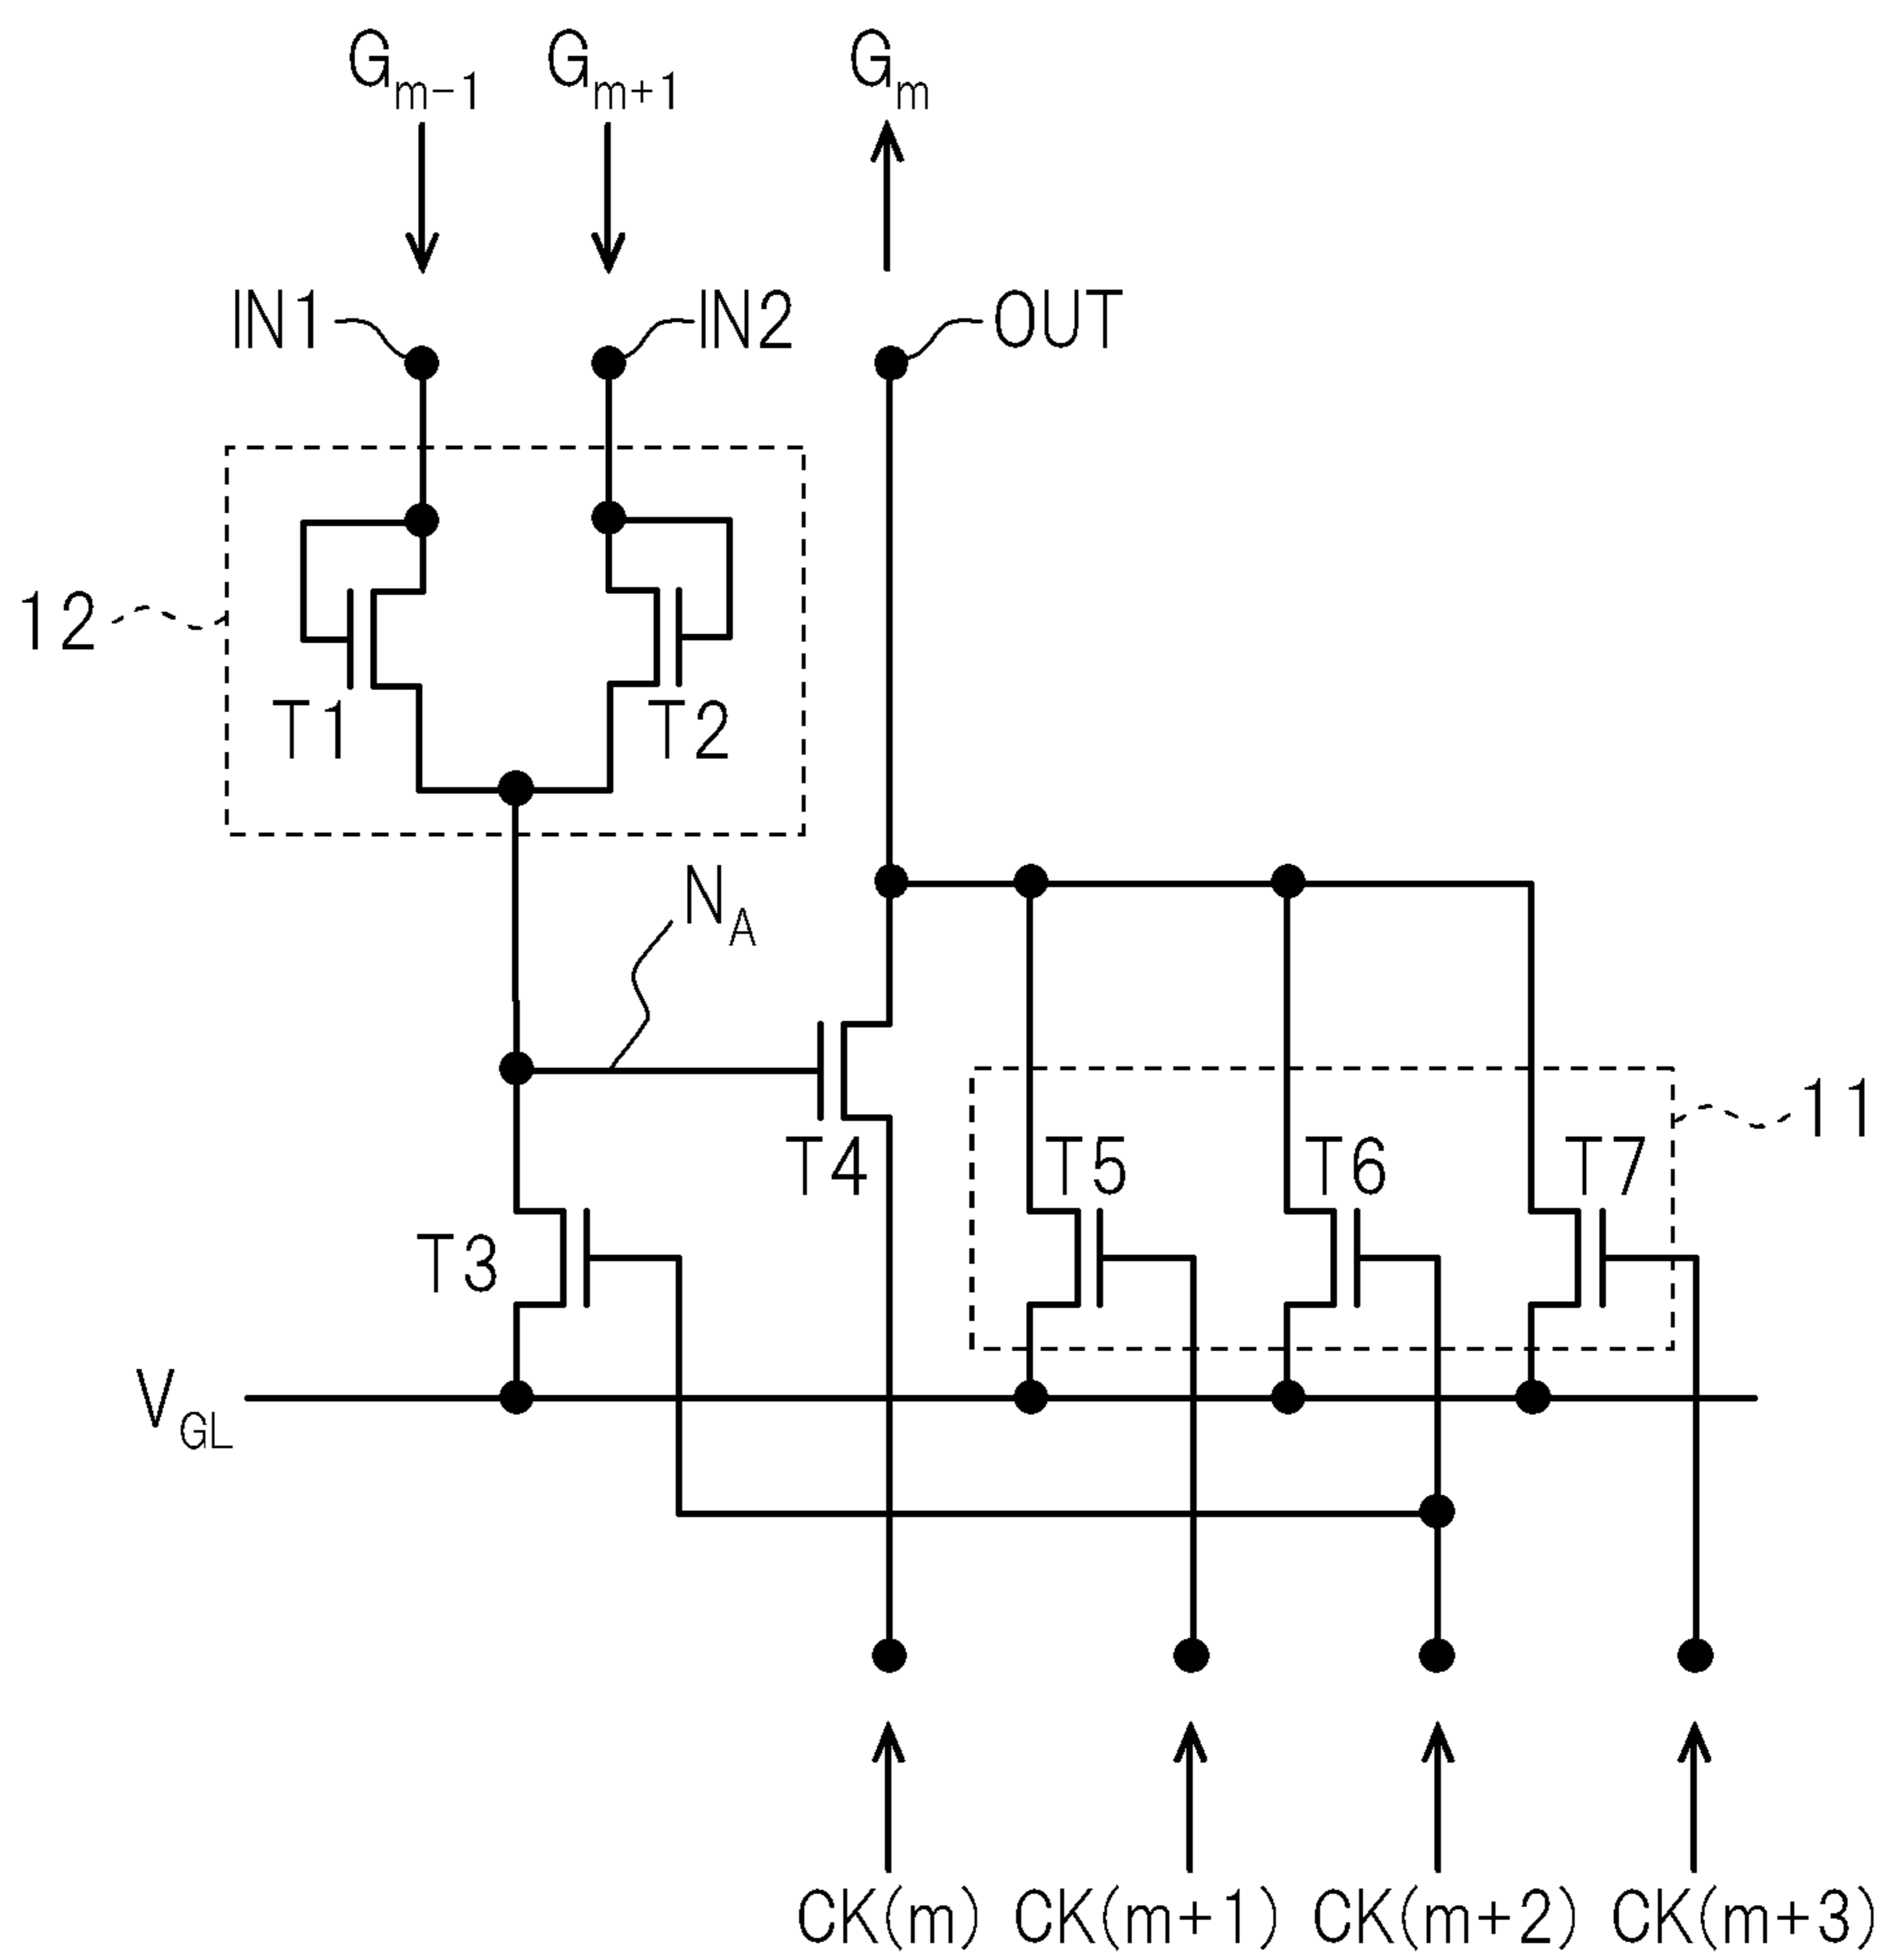 Gm-1 Gm+1 Gm
IN1 IN2 OUT
12
T1 T2
NA
11
T4 T5 T6 T7
T3
VGL
CK(m) CK(m+1) CK(m+2) CK(m+3)